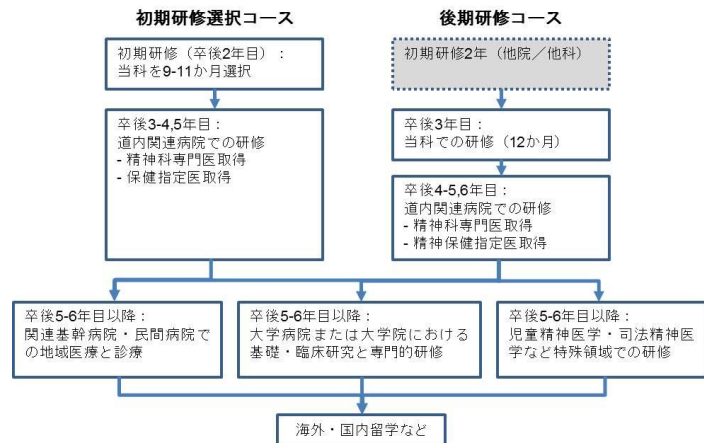 初期研修選択コース
後期研修コース
初期研修（卒後2年目）：
当科を9-11か月選択
初期研修2年（他院／他科）
卒後3-4,5年目：
道内関連病院での研修
- 精神科専門医取得
- 保健指定医取得
卒後3年目：
当科での研修（12か月）
卒後4-5,6年目：
道内関連病院での研修
- 精神科専門医取得
- 精神保健指定医取得
卒後5-6年目以降：
関連基幹病院・民間病院で
の地域医療と診療
卒後5-6年目以降：
大学病院または大学院における
基礎・臨床研究と専門的研修
卒後5-6年目以降：
児童精神医学・司法精神医
学など特殊領域での研修
海外・国内留学など